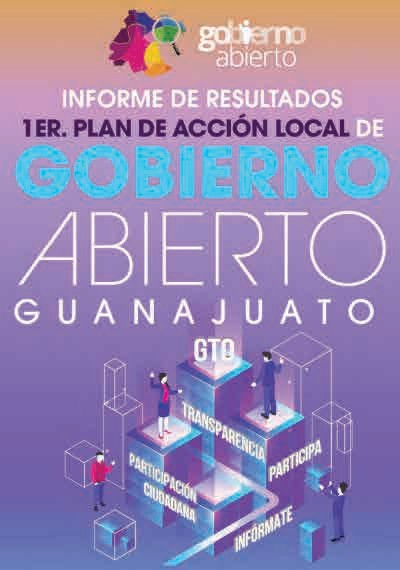 gobierno
abierto
INFORME DE RESULTADOS
1ER. PLAN DE ACCIÓN LOCAL DE
GOBIERNO
ABIERTO
GUANAJUATO
GTO
TRANSPARENCIA
PARTICIPA
PARTICIPACIÓN
CIUDADANA
INFÓRMATE